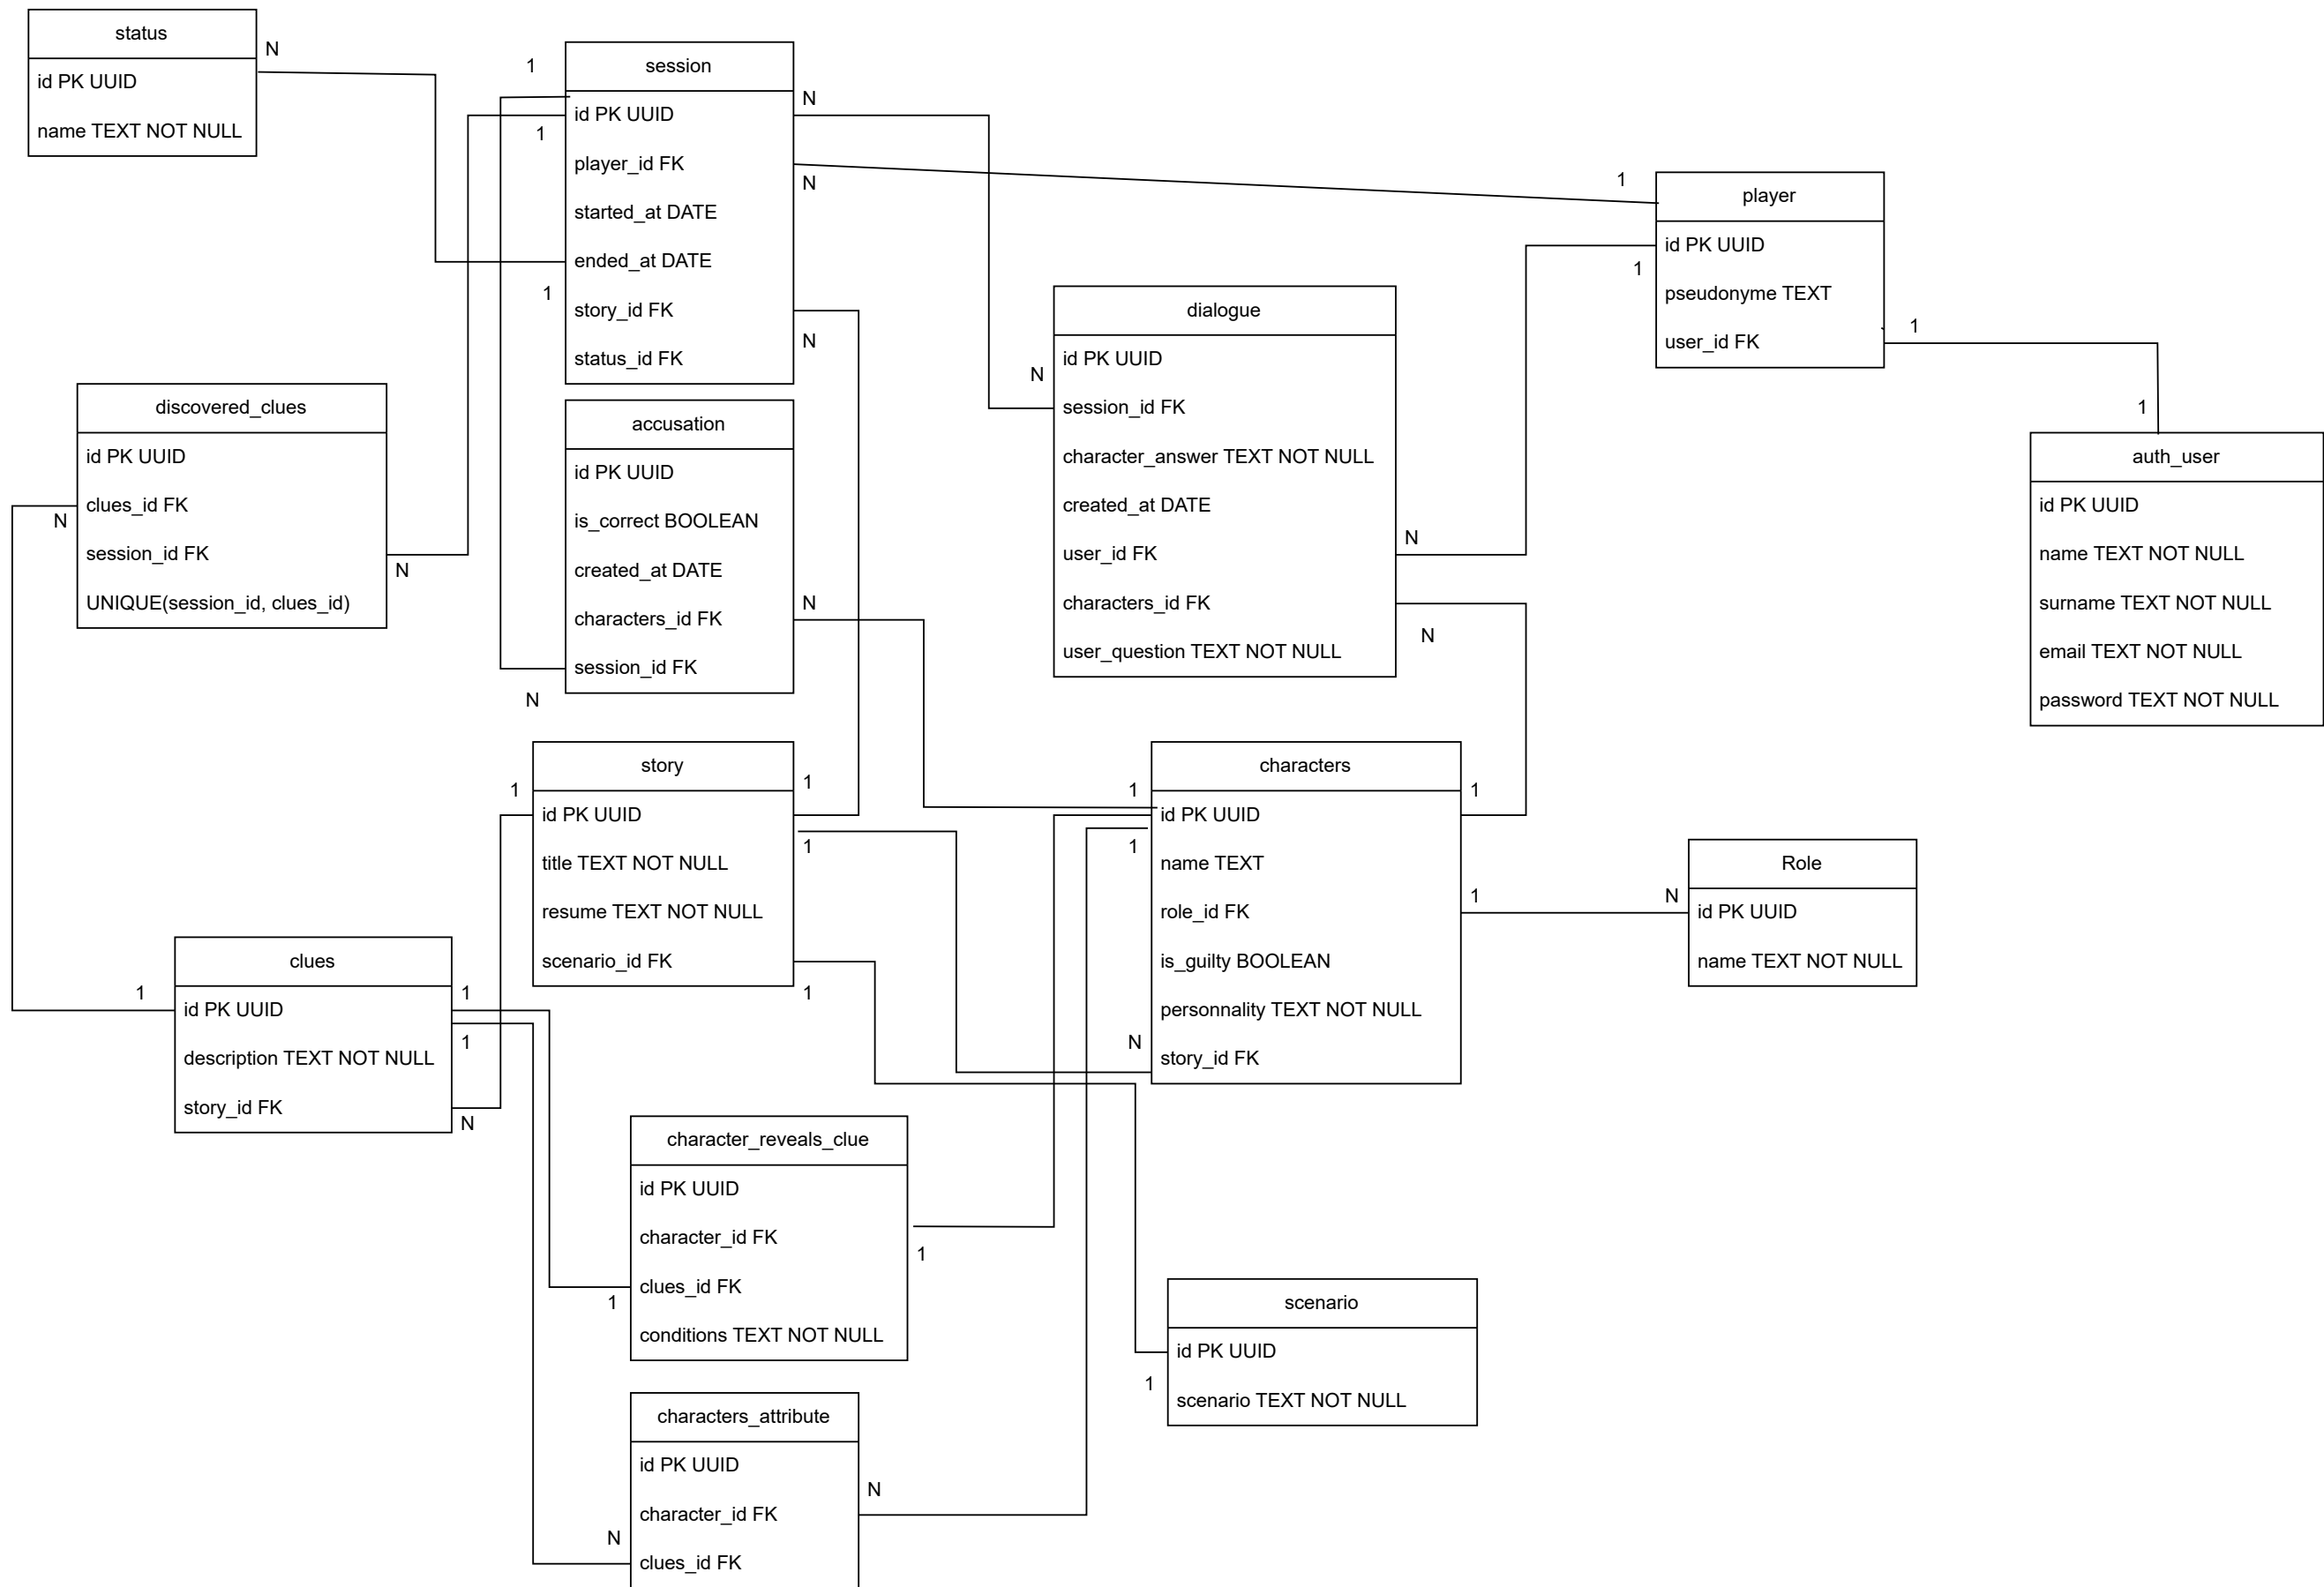 status
id PK UUID
name TEXT NOT NULL
N
session
id PK UUID
player_id FK
started_at DATE
ended_at DATE
story_id FK
status_id FK
1
1
1
N
N
N
player
id PK UUID
pseudonyme TEXT
user_id FK
1
1
1
dialogue
id PK UUID
session_id FK
character_answer TEXT NOT NULL
created_at DATE
user_id FK
characters_id FK
user_question TEXT NOT NULL
N
N
N
discovered_clues
id PK UUID
clues_id FK
session_id FK
UNIQUE(session_id, clues_id)
N
N
accusation
id PK UUID
is_correct BOOLEAN
created_at DATE
characters_id FK
session_id FK
N
N
auth_user
id PK UUID
name TEXT NOT NULL
surname TEXT NOT NULL
email TEXT NOT NULL
password TEXT NOT NULL
1
story
id PK UUID
title TEXT NOT NULL
resume TEXT NOT NULL
scenario_id FK
1
1
1
1
characters
id PK UUID
name TEXT
role_id FK
is_guilty BOOLEAN
personnality TEXT NOT NULL
story_id FK
1
1
N
1
1
Role
id PK UUID
name TEXT NOT NULL
N
clues
id PK UUID
description TEXT NOT NULL
story_id FK
1
1
1
N
character_reveals_clue
id PK UUID
character_id FK
clues_id FK
conditions TEXT NOT NULL
1
1
scenario
id PK UUID
scenario TEXT NOT NULL
1
characters_attribute
id PK UUID
character_id FK
clues_id FK
N
N